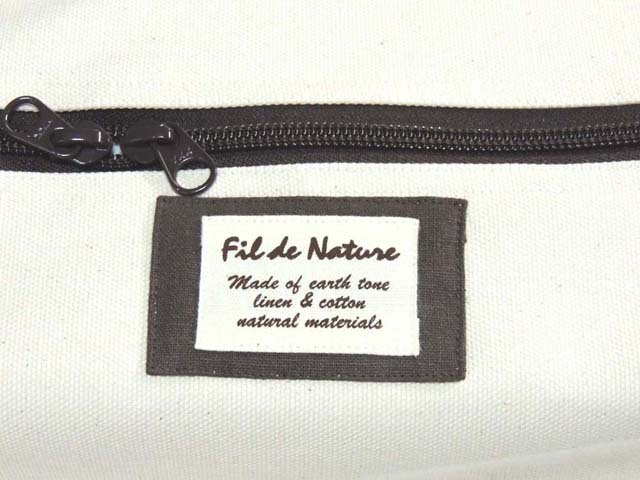 Fil de Nature
Made of earth tone
linen & cotton
natural materials